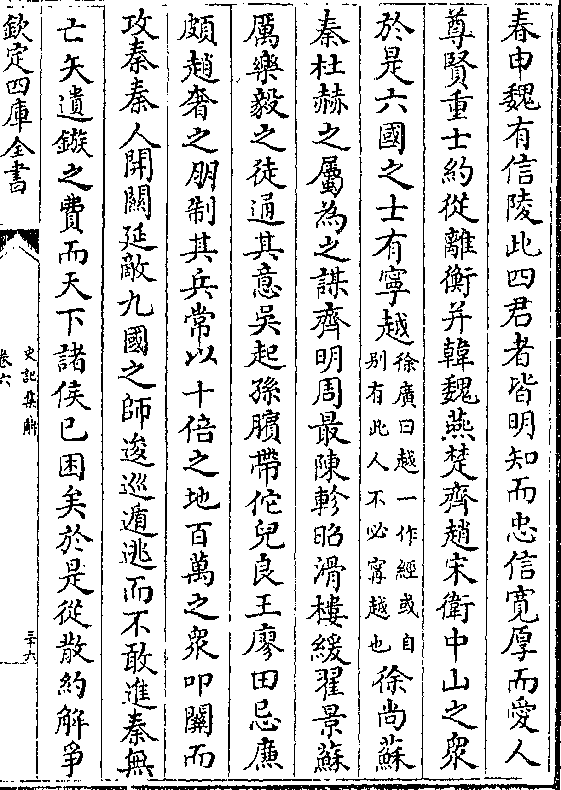 春申魏有信陵此四君者皆明知而忠信寛厚而愛人
尊賢重士約從離衡并韓魏燕楚齊趙宋衛中山之衆
於是六國之士有寧越徐廣曰越一作經或自别有此人不必甯越也徐尚蘇
秦杜赫之屬為之謀齊明周最陳軫昭滑樓緩翟景蘇
厲樂毅之徒通其意吳起孫臏帶佗兒良王廖田忌廉
頗趙奢之朋制其兵常以十倍之地百萬之衆叩關而
攻秦秦人開關延敵九國之師逡巡遁逃而不敢進秦無
亡矢遺鏃之費而天下諸侯已困矣於是從散約解爭
欽定四庫全書
史記集解
卷六
三十六